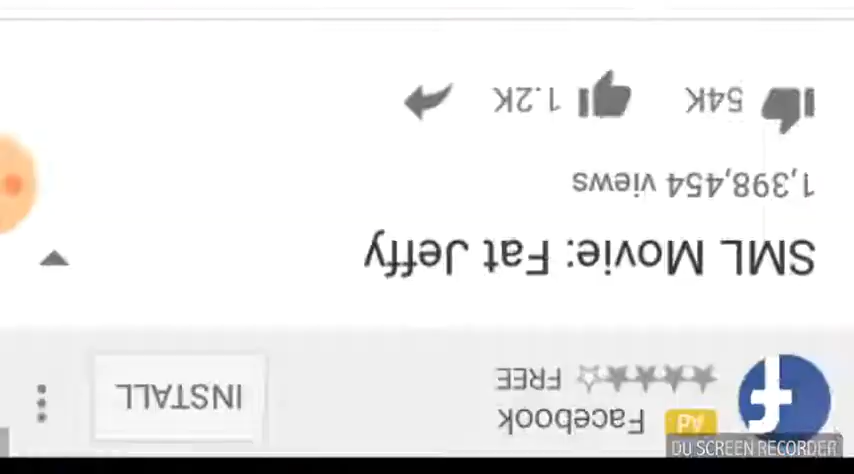 Ad Facebook
FREE
INSTALL
SML Movie: Fat Jeffy
1,398,454 views
54K 1.2K
DU SCREEN RECORDER